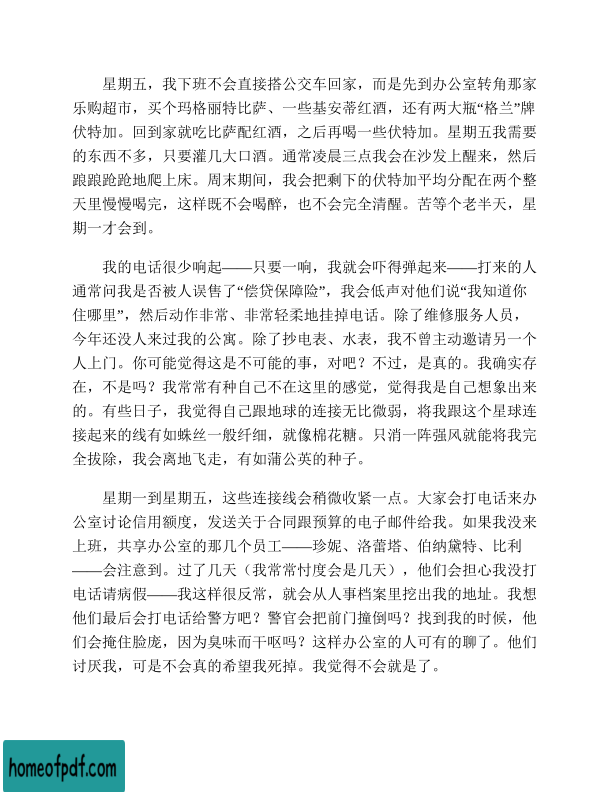 星期五，我下班不会直接搭公交车回家，而是先到办公室转角那家
乐购超市，买个玛格丽特比萨、一些基安蒂红酒，还有两大瓶“格兰”牌
伏特加。回到家就吃比萨配红酒，之后再喝一些伏特加。星期五我需要
的东西不多，只要灌几大口酒。通常凌晨三点我会在沙发上醒来，然后
踉踉跄跄地爬上床。周末期间，我会把剩下的伏特加平均分配在两个整
天里慢慢喝完，这样既不会喝醉，也不会完全清醒。苦等个老半天，星
期一才会到。
我的电话很少响起——只要一响，我就会吓得弹起来——打来的人
通常问我是否被人误售了“偿贷保障险”，我会低声对他们说“我知道你
住哪里”，然后动作非常、非常轻柔地挂掉电话。除了维修服务人员，
今年还没人来过我的公寓。除了抄电表、水表，我不曾主动邀请另一个
人上门。你可能觉得这是不可能的事，对吧？不过，是真的。我确实存
在，不是吗？我常常有种自己不在这里的感觉，觉得我是自己想象出来
的。有些日子，我觉得自己跟地球的连接无比微弱，将我跟这个星球连
接起来的线有如蛛丝一般纤细，就像棉花糖。只消一阵强风就能将我完
全拔除，我会离地飞走，有如蒲公英的种子。
星期一到星期五，这些连接线会稍微收紧一点。大家会打电话来办
公室讨论信用额度，发送关于合同跟预算的电子邮件给我。如果我没来
上班，共享办公室的那几个员工——珍妮、洛蕾塔、伯纳黛特、比利
——会注意到。过了几天（我常常忖度会是几天），他们会担心我没打
电话请病假——我这样很反常，就会从人事档案里挖出我的地址。我想
他们最后会打电话给警方吧？警官会把前门撞倒吗？找到我的时候，他
们会掩住脸庞，因为臭味而干呕吗？这样办公室的人可有的聊了。他们
讨厌我，可是不会真的希望我死掉。我觉得不会就是了。
homeofpdf.com